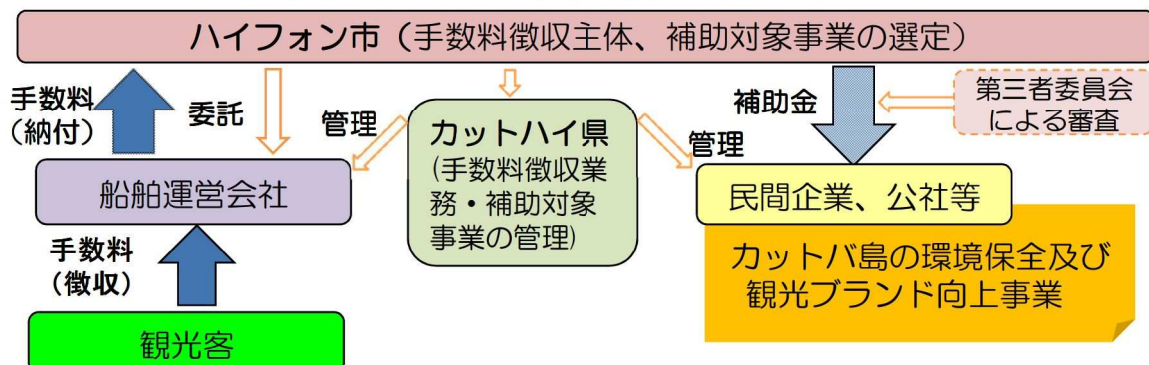 ハイフォン市（手数料徴収主体、補助対象事業の選定）
手数料
（納付）
委託
管理
カットハイ県
(手数料徴収業
務・補助対象
事業の管理)
管理
補助金
第三者委員会
による審査
船舶運営会社
民間企業、公社等
手数料
（徴収）
カットバ島の環境保全及び
観光ブランド向上事業
観光客